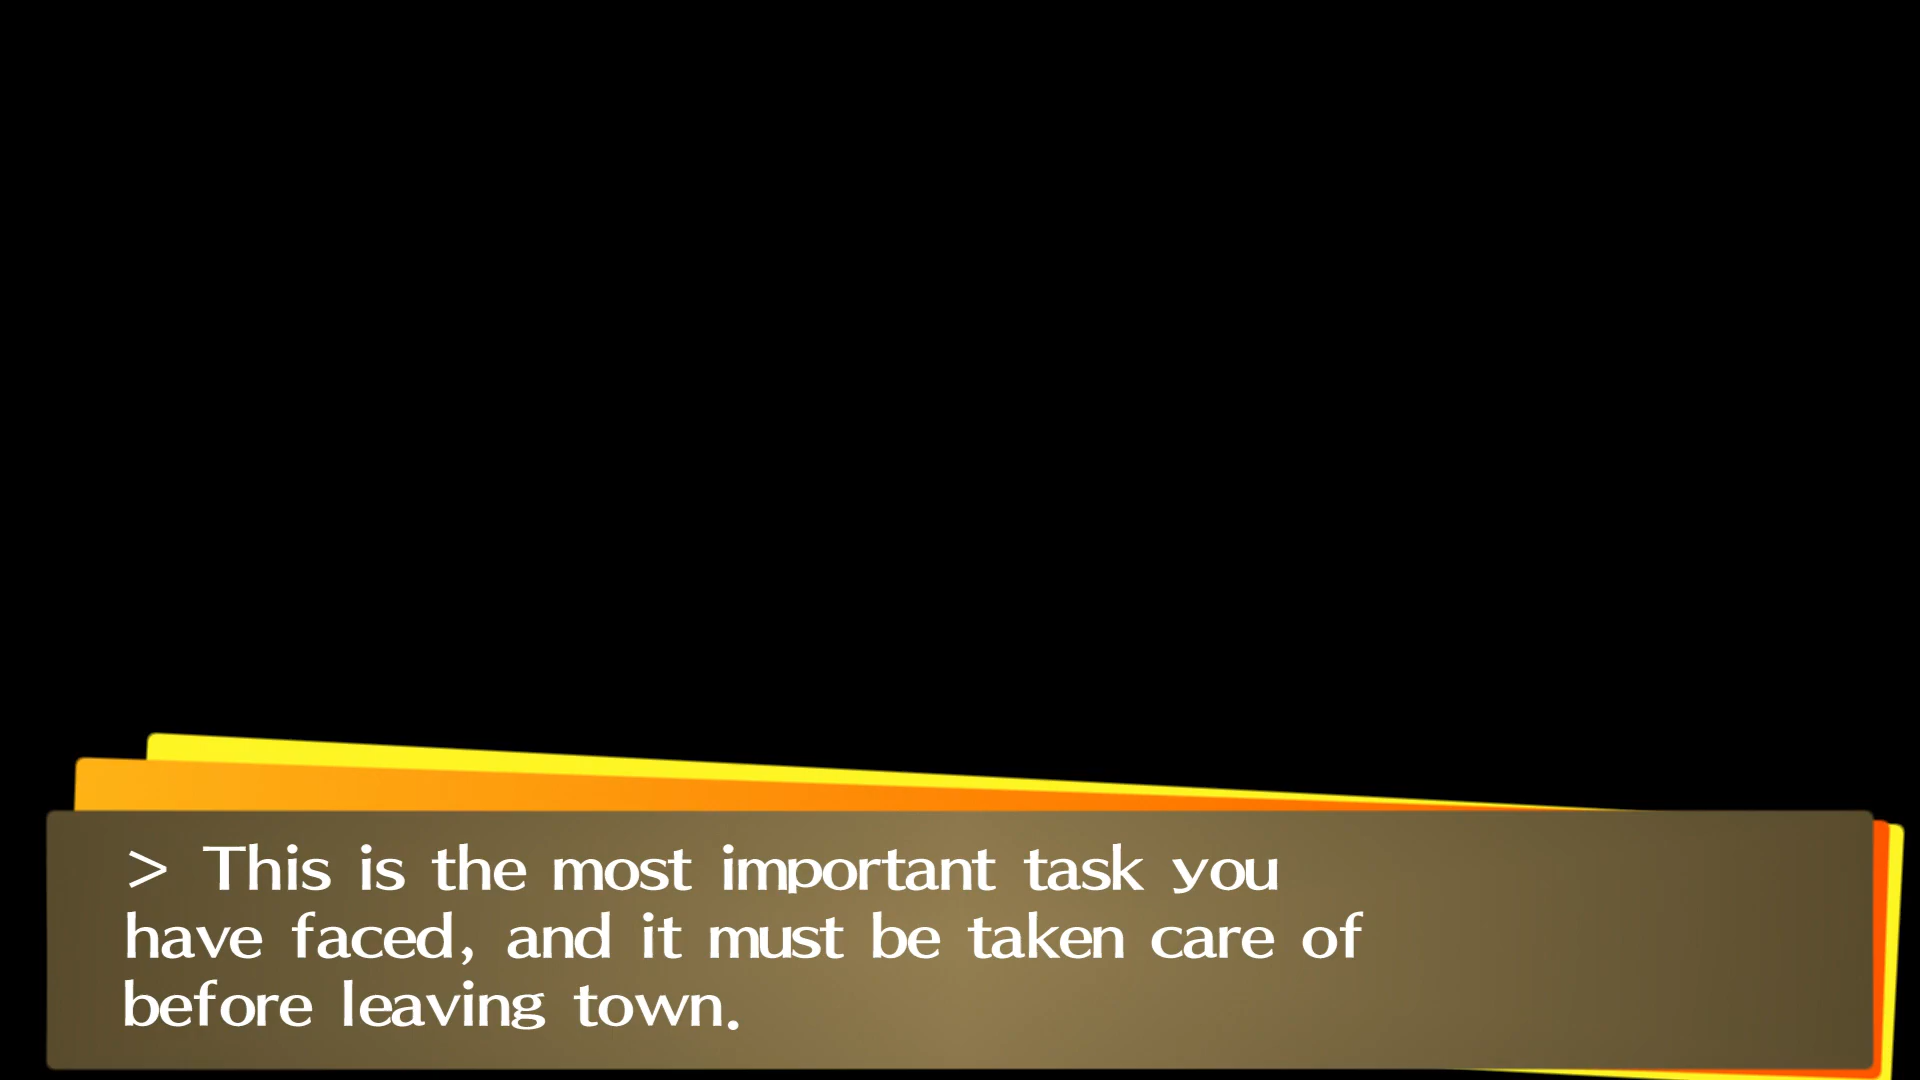 > This is the most important task you
have faced, and it must be taken care of
before leaving town.